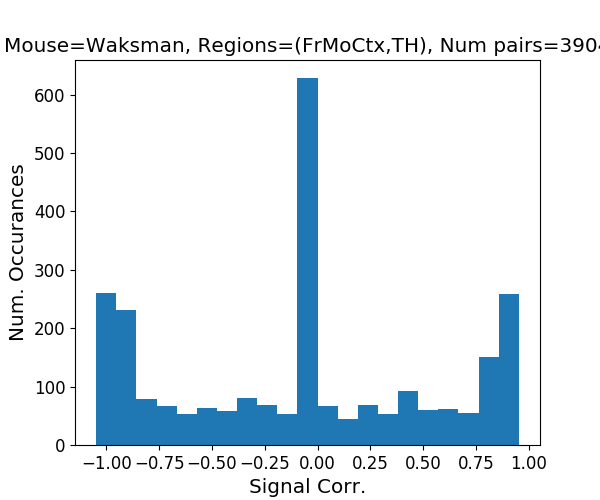 Mouse=Waksman, Regions=(FrMoCtx,TH), Num pairs=390
600
500
400
300
200
100
0
Num. Occurances
−1.00 −0.75 −0.50 −0.25 0.00 0.25 0.50 0.75 1.00
Signal Corr.